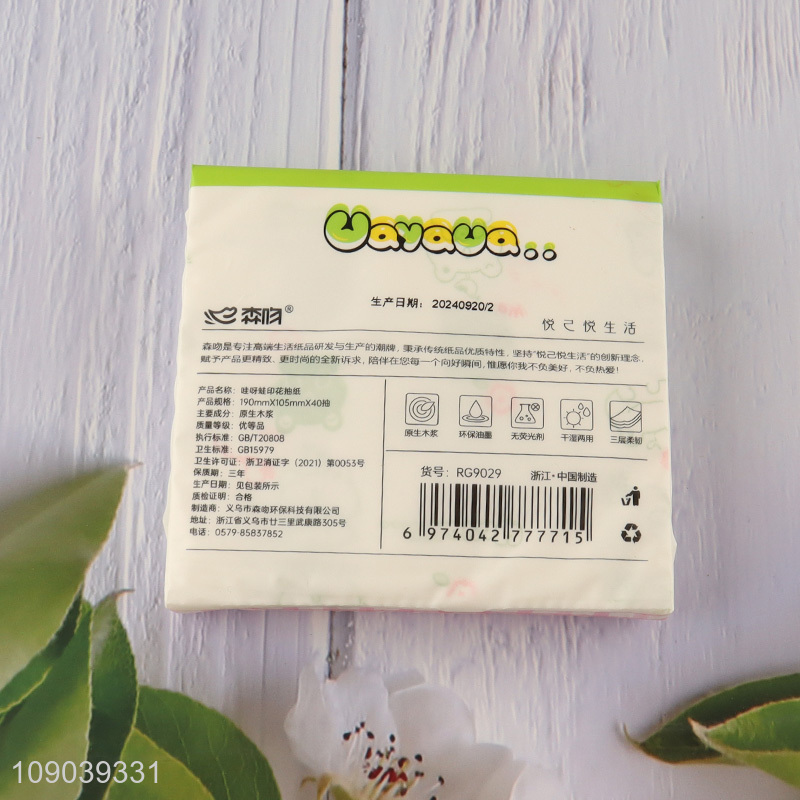 UayaUa..
生产日期: 20240920/2
森吻®
悦己悦生活
森吻是专注高端生活纸品研发与生产的潮牌, 秉承传统纸品优质特性, 坚持"悦己悦生活"的创新理念,
赋予产品更精致、更时尚的全新诉求, 陪伴在您每一个向好瞬间, 惟愿你我不负美好, 不负热爱!
产品名称: 哇呀蛙印花抽纸
产品规格: 190mmX105mmX40抽
主要成分: 原生木浆
质量等级: 优等品
执行标准: GB/T20808
卫生标准: GB15979
卫生许可证: 浙卫消证字 (2021) 第0053号
保质期: 三年
生产日期: 见包装所示
质检证明: 合格
制造商: 义乌市森吻环保科技有限公司
地址: 浙江省义乌市廿三里武康路305号
电话: 0579-85837852
原生木浆 环保油墨 无荧光剂 干湿两用 三层柔韧
货号: RG9029 浙江·中国制造
6 974042 777715
109039331